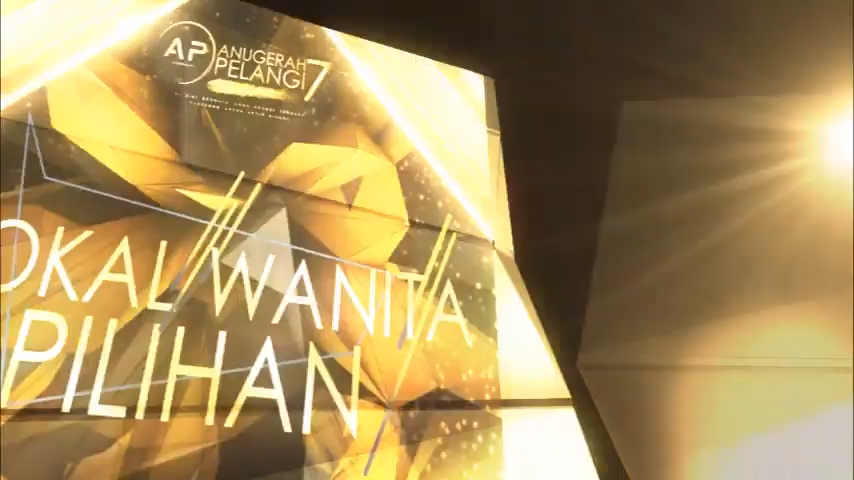 AP
ANUGERAH
PELANGI 7
OKAL WANITA
PILIHAN